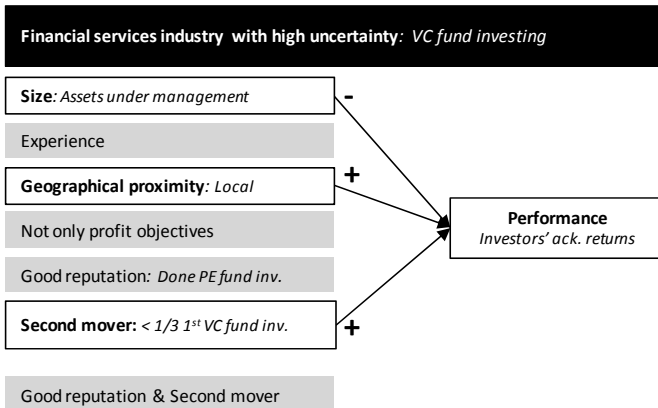 Financial services industry with high uncertainty: VC fund investing
Size: Assets under management
-
Experience
+
Geographical proximity: Local
Performance
Investors' ack. returns
Not only profit objectives
Good reputation: Done PE fund inv.
Second mover: < 1/3 1st VC fund inv.
+
Good reputation & Second mover